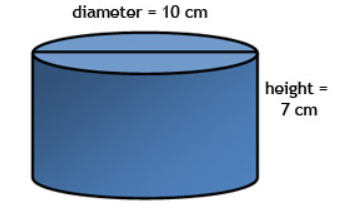 diameter = 10 cm
height =
7 cm